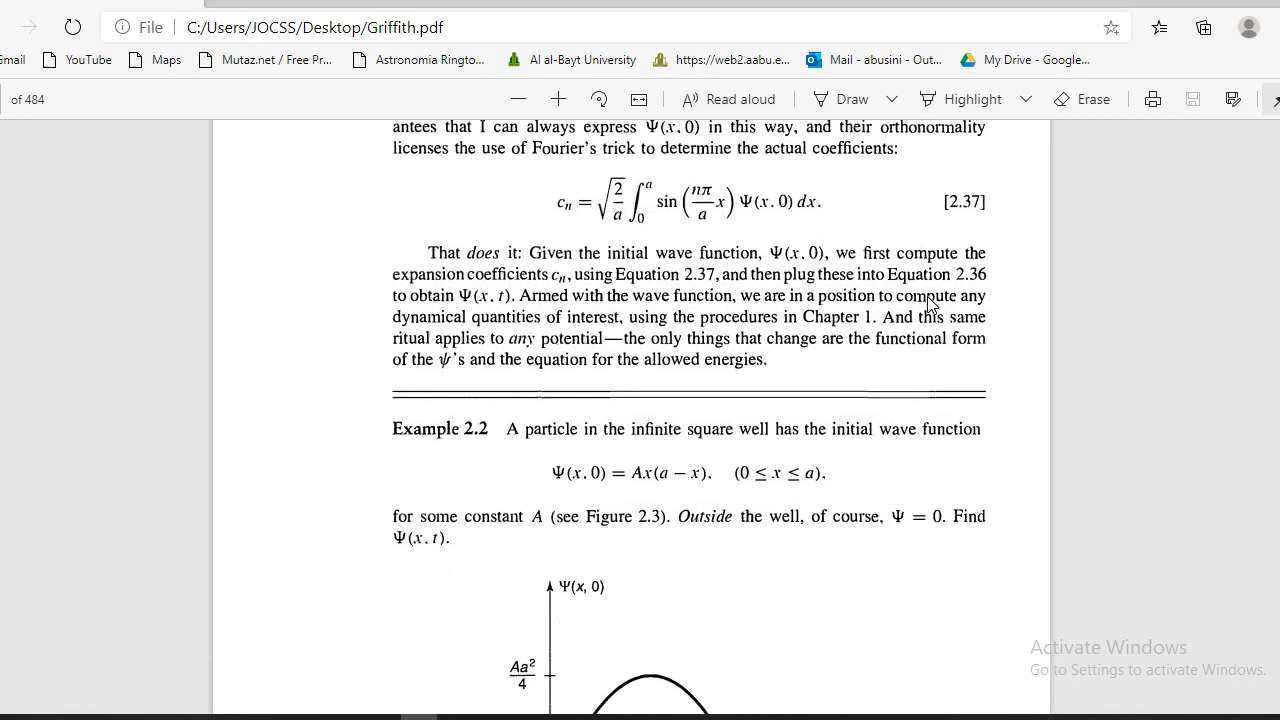 File C:/Users/JOCSS/Desktop/Griffith.pdf
Gmail YouTube Maps Mutaz.net / Free Pr... Astronomia Ringto... Al al-Bayt University https://web2.aabu.e... Mail - abusini - Out... My Drive - Google...
of 484 Read aloud Draw Highlight Erase
antees that I can always express Ψ(x, 0) in this way, and their orthonormality
licenses the use of Fourier's trick to determine the actual coefficients:
cₙ = √(2/a) ∫₀ᵃ sin (nπ/a x) Ψ(x, 0) dx. [2.37]
That does it: Given the initial wave function, Ψ(x, 0), we first compute the
expansion coefficients cₙ, using Equation 2.37, and then plug these into Equation 2.36
to obtain Ψ(x, t). Armed with the wave function, we are in a position to compute any
dynamical quantities of interest, using the procedures in Chapter 1. And this same
ritual applies to any potential—the only things that change are the functional form
of the ψ's and the equation for the allowed energies.
Example 2.2 A particle in the infinite square well has the initial wave function
Ψ(x, 0) = Ax(a − x), (0 ≤ x ≤ a),
for some constant A (see Figure 2.3). Outside the well, of course, Ψ = 0. Find
Ψ(x, t).
Ψ(x, 0)
Aa²/4
Activate Windows
Go to Settings to activate Windows.